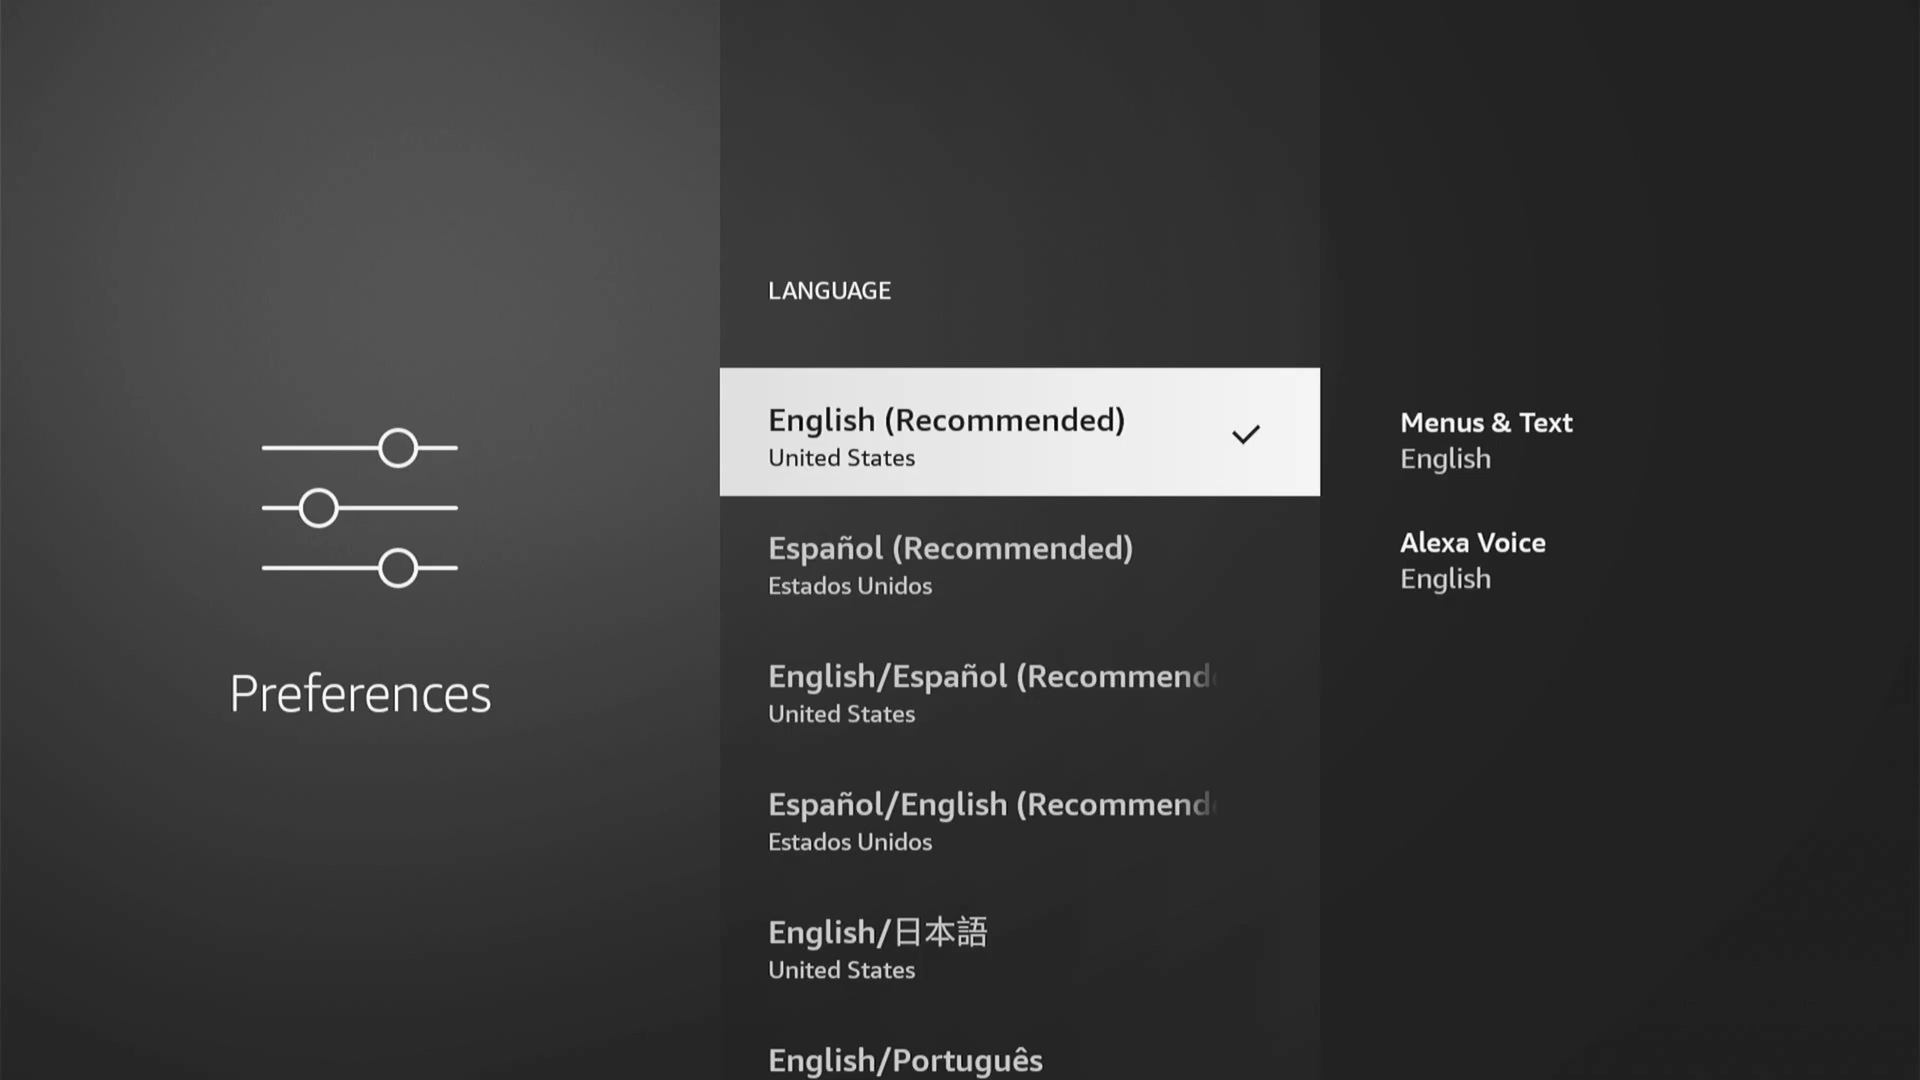 Preferences
LANGUAGE
English (Recommended)
United States
Español (Recommended)
Estados Unidos
English/Español (Recommend
United States
Español/English (Recommend
Estados Unidos
English/日本語
United States
English/Português
Menus & Text
English
Alexa Voice
English